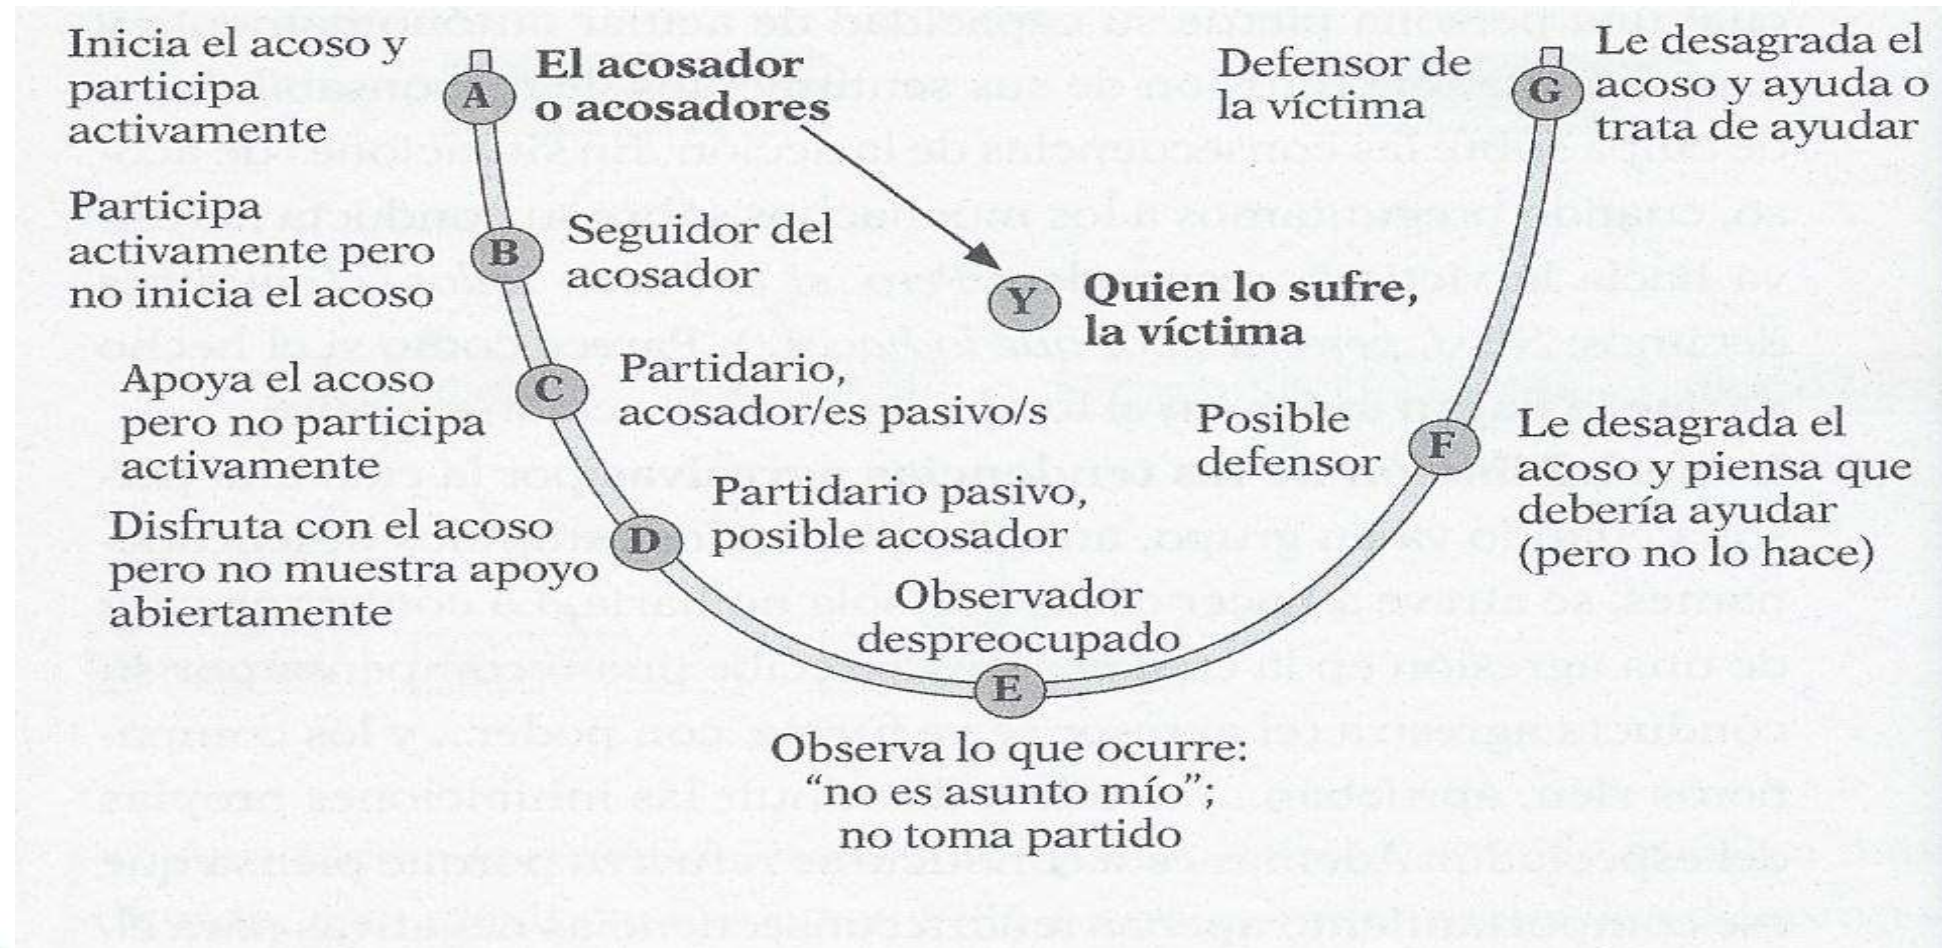 Inicia el acoso y
participa
activamente
A
El acosador
o acosadores
Participa
activamente pero
no inicia el acoso
B
Seguidor del
acosador
Apoya el acoso
pero no participa
activamente
C
Partidario,
acosador/es pasivo/s
Disfruta con el acoso
pero no muestra apoyo
abiertamente
D
Partidario pasivo,
posible acosador
Observador
despreocupado
E
Observa lo que ocurre:
“no es asunto mío”;
no toma partido
Y
Quien lo sufre,
la víctima
Posible
defensor
F
Le desagrada el
acoso y piensa que
debería ayudar
(pero no lo hace)
Defensor de
la víctima
G
Le desagrada el
acoso y ayuda o
trata de ayudar